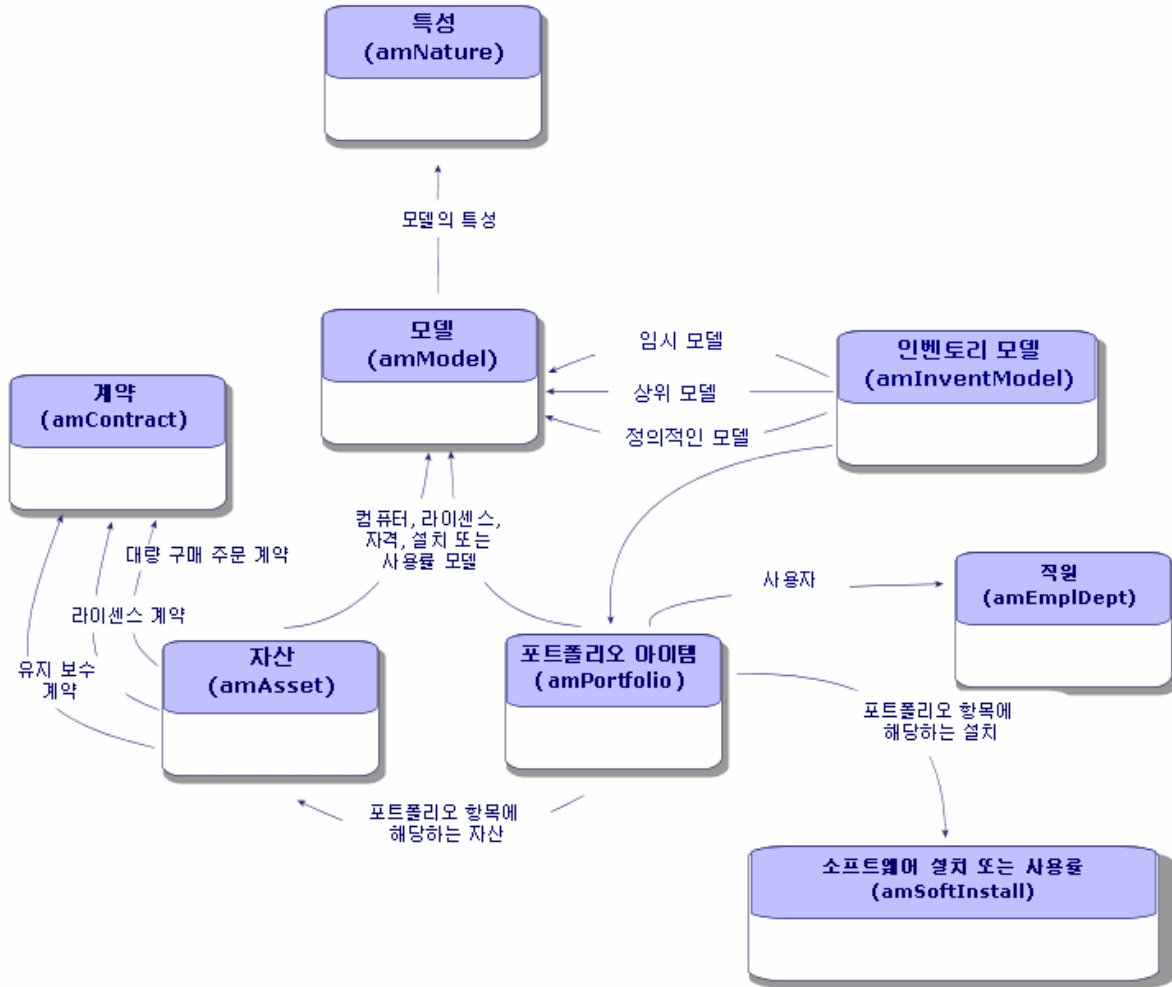 특성
(amNature)
모델의 특성
모델
(amModel)
임시 모델
상위 모델
정의적인 모델
인벤토리 모델
(amInventModel)
계약
(amContract)
컴퓨터, 라이센스,
자격, 설치 또는
사용률 모델
대량 구매 주문 계약
라이센스 계약
유지 보수
계약
자산
(amAsset)
포트폴리오 아이템
(amPortfolio)
사용자
직원
(amEmplDept)
포트폴리오 항목에
해당하는 설치
포트폴리오 항목에
해당하는 자산
소프트웨어 설치 또는 사용률
(amSoftInstall)